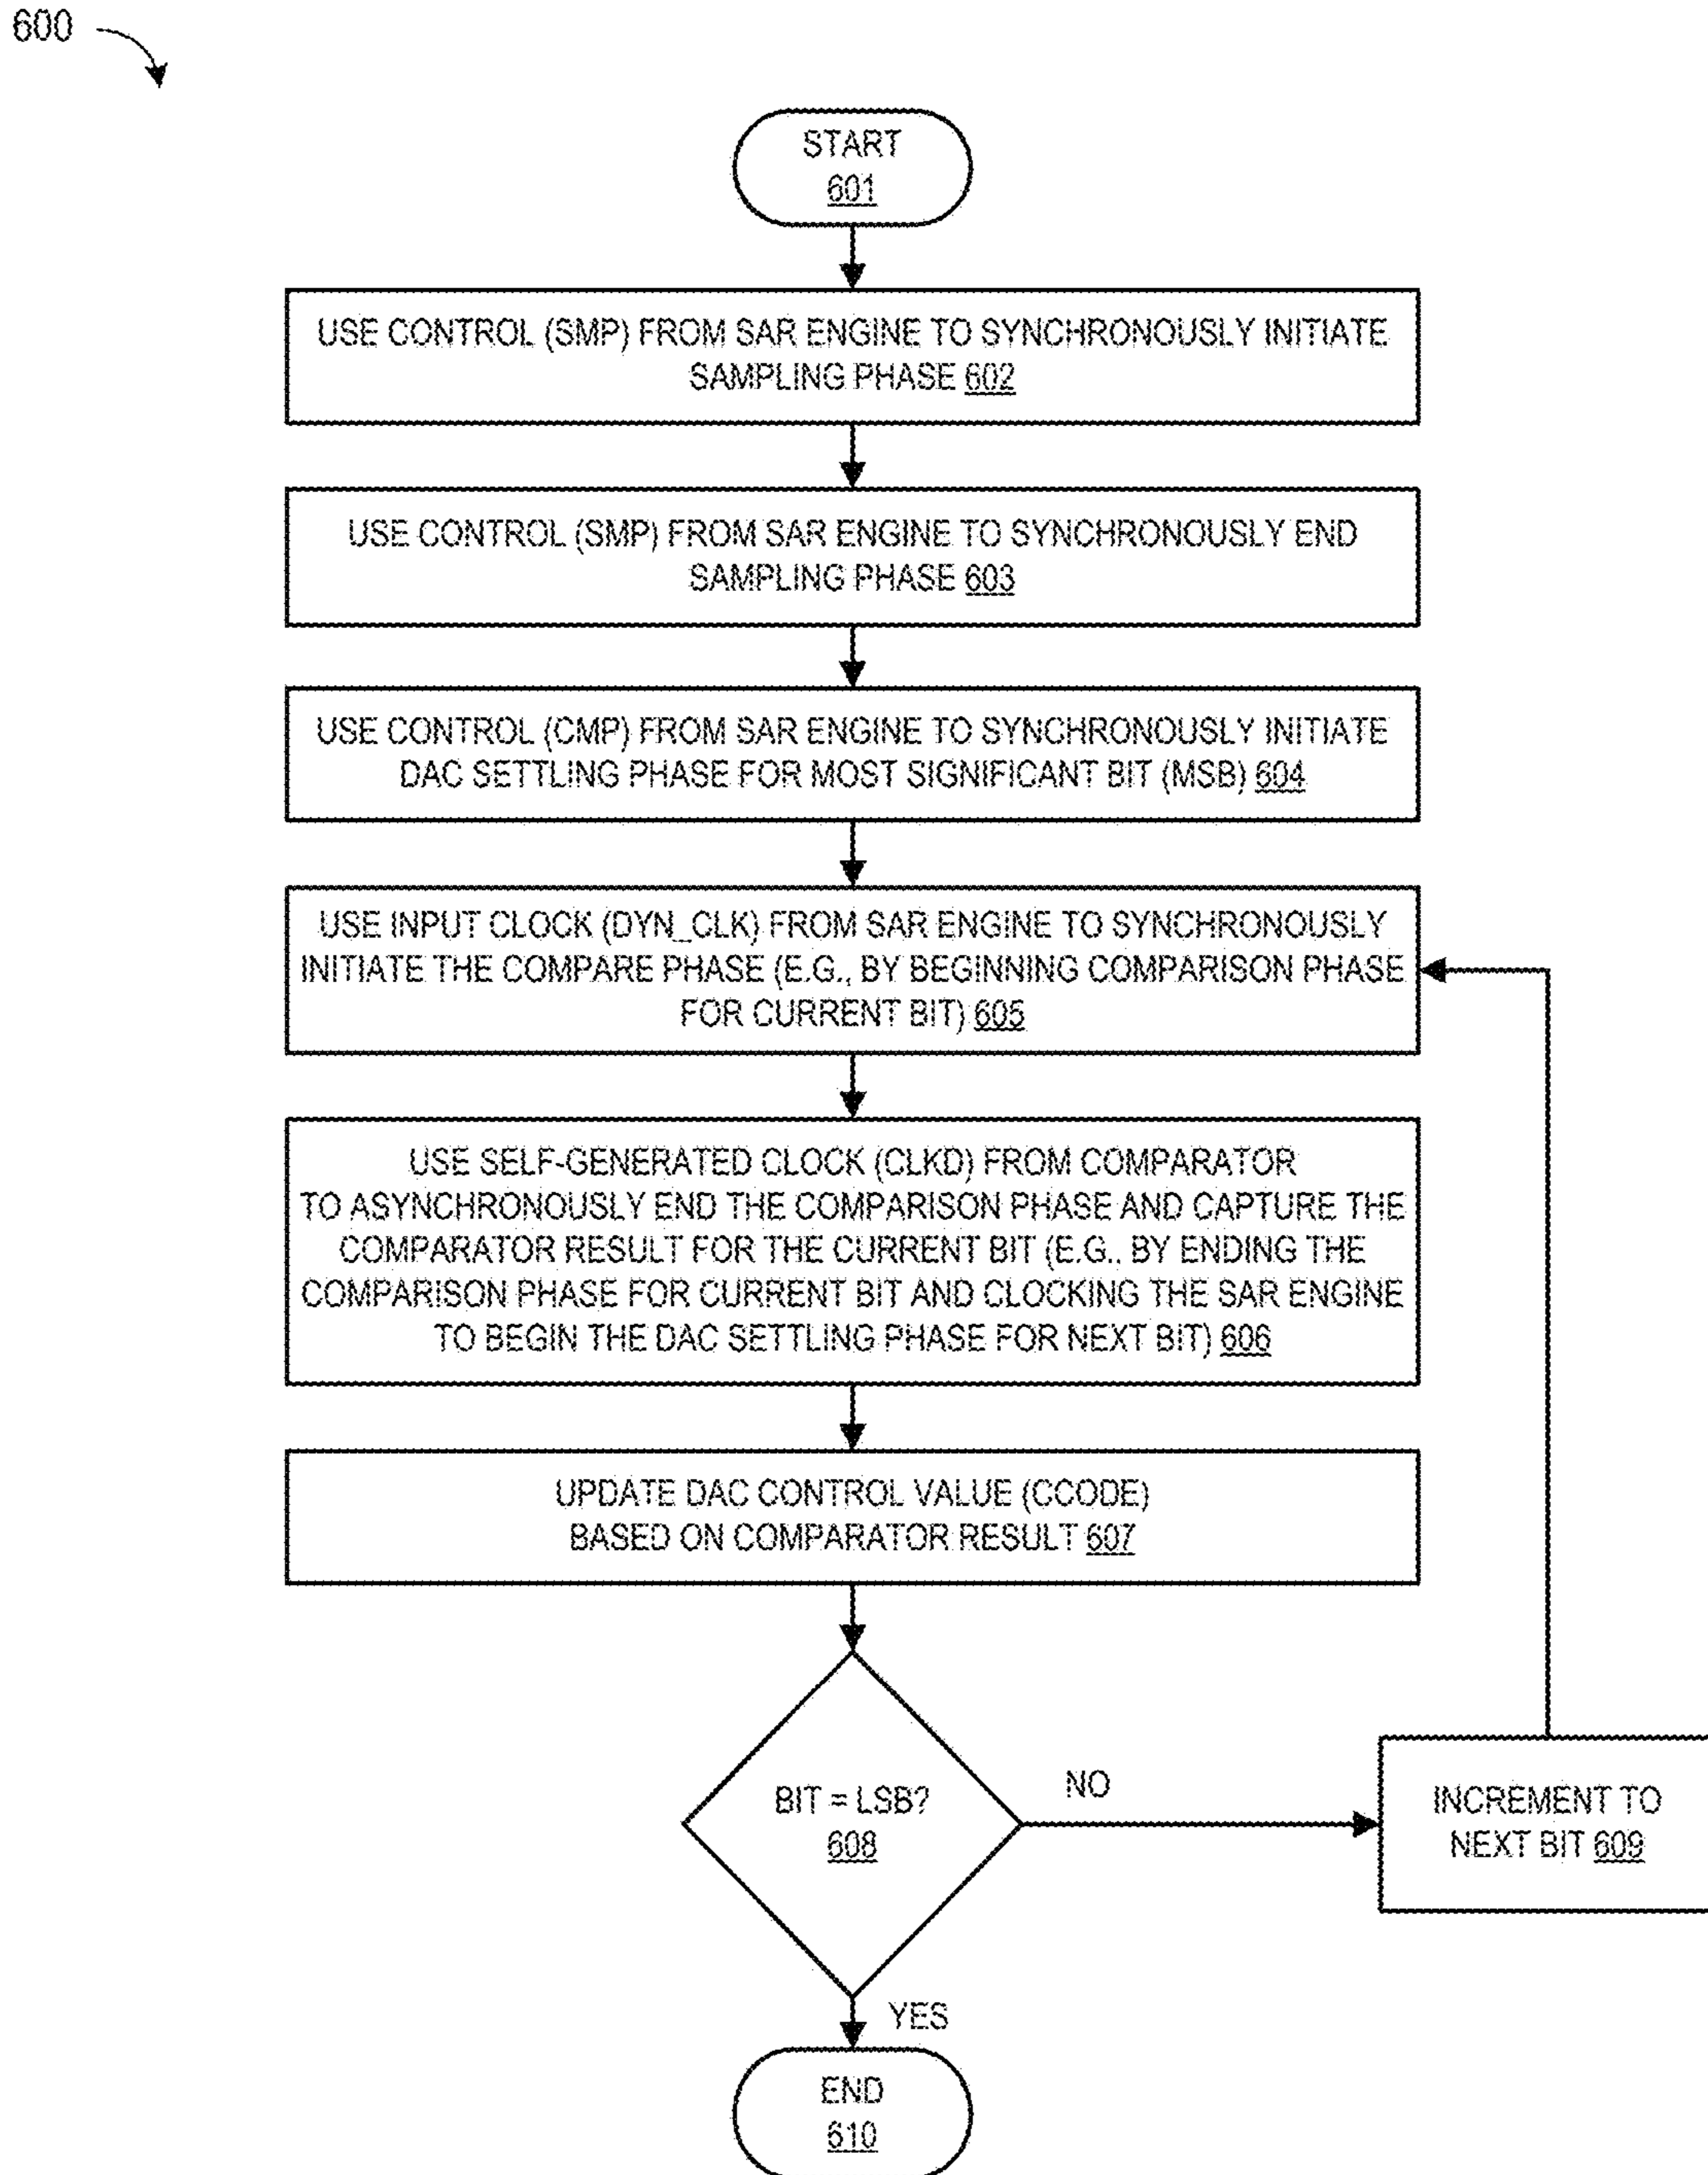 600
START
601
USE CONTROL (SMP) FROM SAR ENGINE TO SYNCHRONOUSLY INITIATE
SAMPLING PHASE 602
USE CONTROL (SMP) FROM SAR ENGINE TO SYNCHRONOUSLY END
SAMPLING PHASE 603
USE CONTROL (CMP) FROM SAR ENGINE TO SYNCHRONOUSLY INITIATE
DAC SETTLING PHASE FOR MOST SIGNIFICANT BIT (MSB) 604
USE INPUT CLOCK (DYN_CLK) FROM SAR ENGINE TO SYNCHRONOUSLY
INITIATE THE COMPARE PHASE (E.G., BY BEGINNING COMPARISON PHASE
FOR CURRENT BIT) 605
USE SELF-GENERATED CLOCK (CLKD) FROM COMPARATOR
TO ASYNCHRONOUSLY END THE COMPARISON PHASE AND CAPTURE THE
COMPARATOR RESULT FOR THE CURRENT BIT (E.G., BY ENDING THE
COMPARISON PHASE FOR CURRENT BIT AND CLOCKING THE SAR ENGINE
TO BEGIN THE DAC SETTLING PHASE FOR NEXT BIT) 606
UPDATE DAC CONTROL VALUE (CCODE)
BASED ON COMPARATOR RESULT 607
BIT = LSB?
608
NO
INCREMENT TO
NEXT BIT 609
YES
END
610